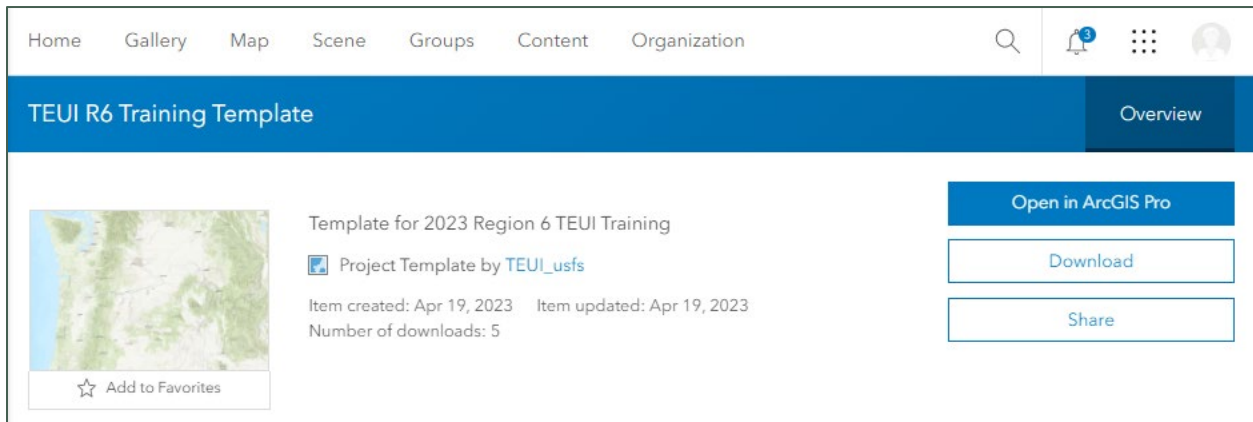 Home Gallery Map Scene Groups Content Organization 3
TEUI R6 Training Template Overview
Open in ArcGIS Pro
Template for 2023 Region 6 TEUI Training
Project Template by TEUI_usfs
Download
Item created: Apr 19, 2023 Item updated: Apr 19, 2023
Number of downloads: 5
Share
Add to Favorites